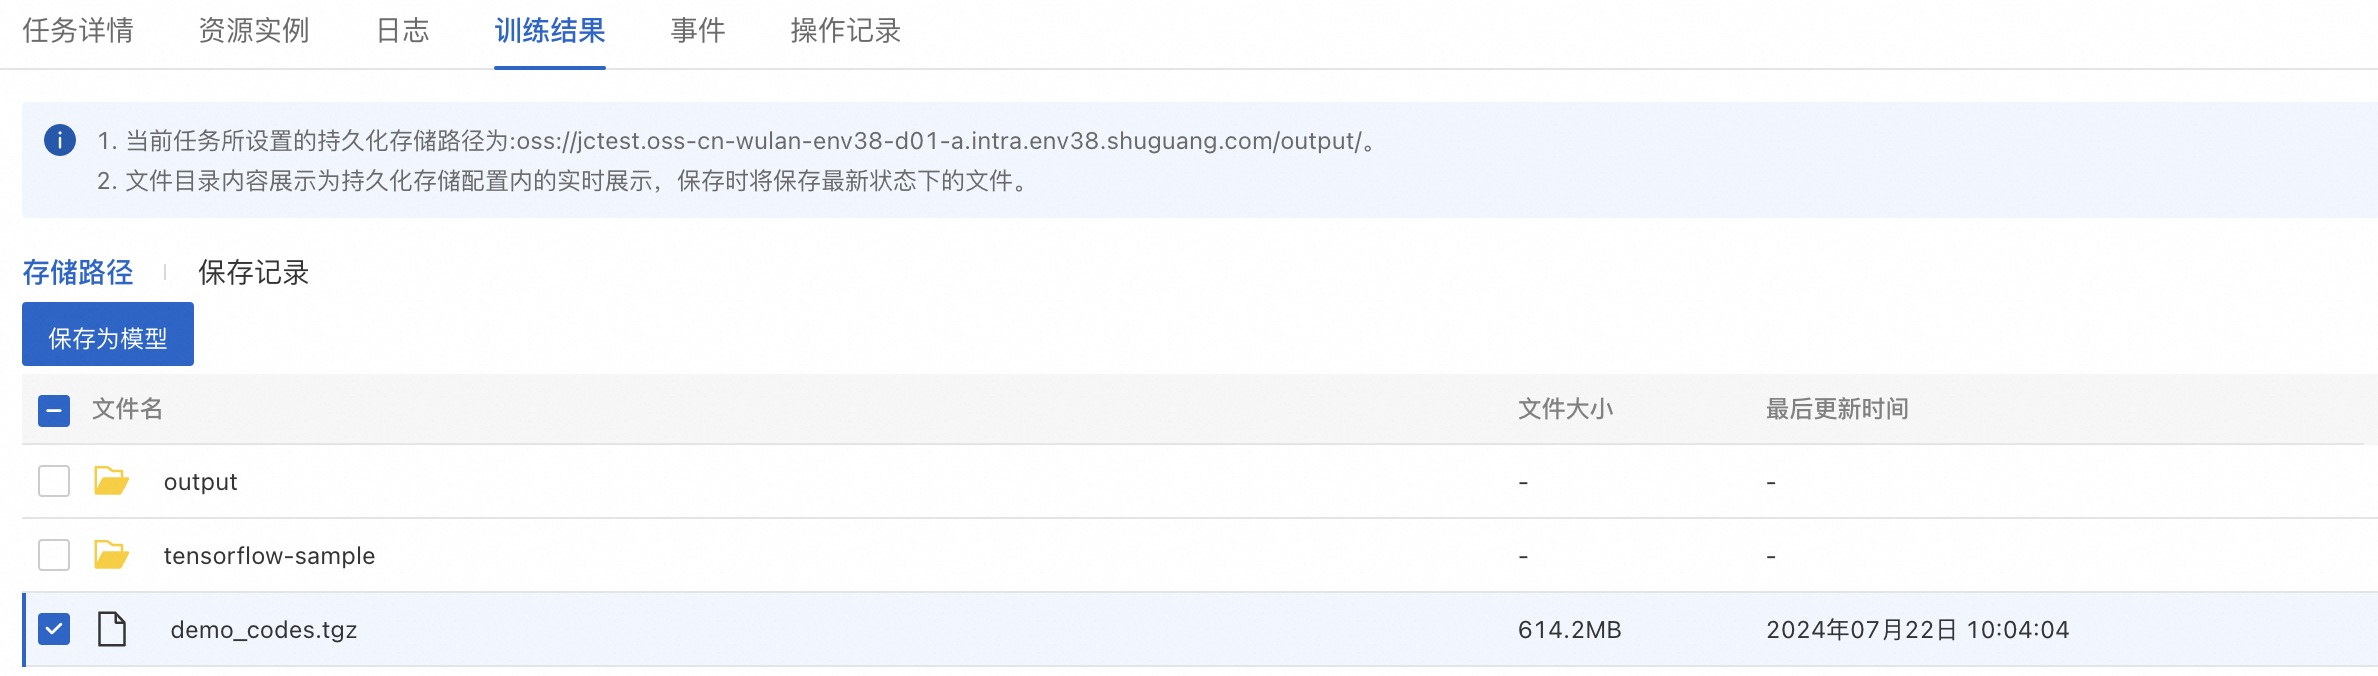 任务详情 资源实例 日志 训练结果 事件 操作记录
1. 当前任务所设置的持久化存储路径为:oss://jctest.oss-cn-wulan-env38-d01-a.intra.env38.shuguang.com/output/。
2. 文件目录内容展示为持久化存储配置内的实时展示，保存时将保存最新状态下的文件。
存储路径 保存记录
保存为模型
文件名 文件大小 最后更新时间
output - -
tensorflow-sample - -
demo_codes.tgz 614.2MB 2024年07月22日 10:04:04